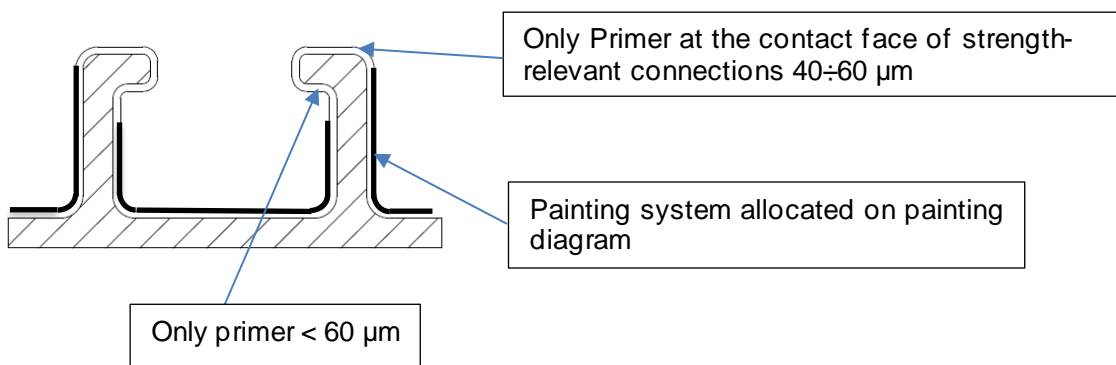 Only Primer at the contact face of strength-
relevant connections 40÷60 µm
Painting system allocated on painting
diagram
Only primer < 60 µm